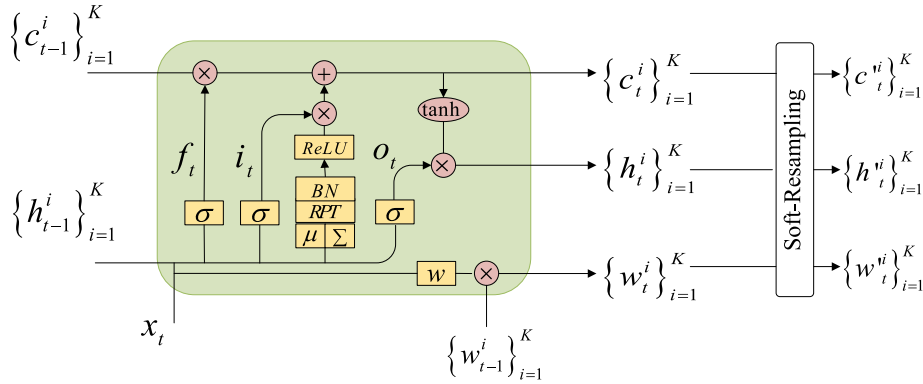 {c^i_{t-1}}^K_{i=1}
× + {c^i_t}^K_{i=1} {c'^i_t}^K_{i=1}
tanh
×
f_t i_t ReLU o_t × {h^i_t}^K_{i=1} {h'^i_t}^K_{i=1}
BN
{h^i_{t-1}}^K_{i=1} σ σ RPT σ
μ Σ
w × {w^i_t}^K_{i=1} {w'^i_t}^K_{i=1}
x_t
{w^i_{t-1}}^K_{i=1}
Soft-Resampling